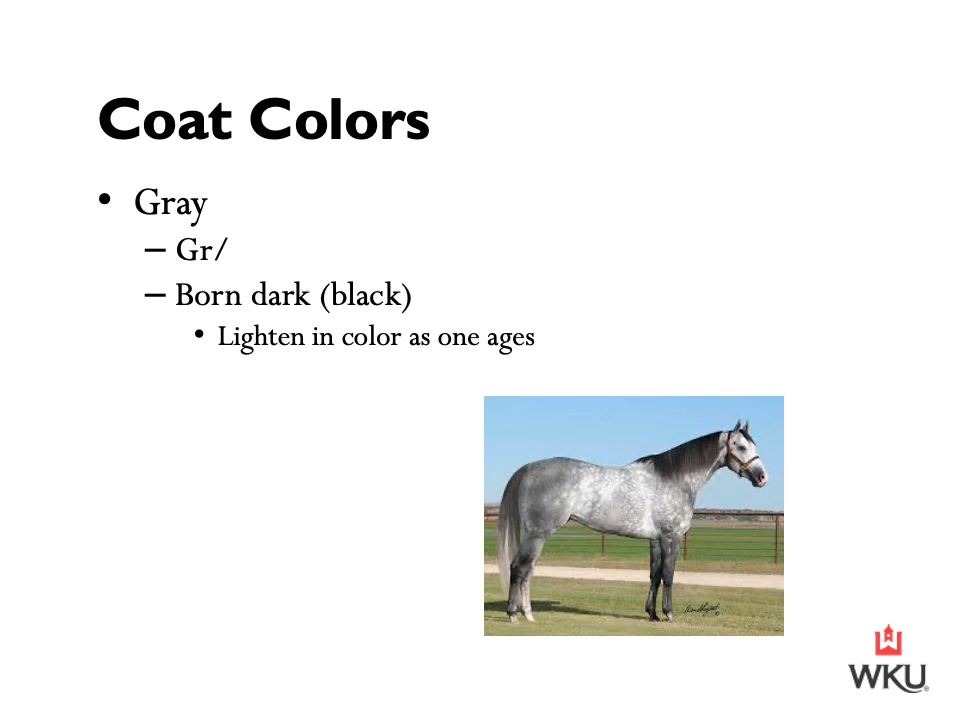 Coat Colors
• Gray
– Gr/
– Born dark (black)
• Lighten in color as one ages
WKU®